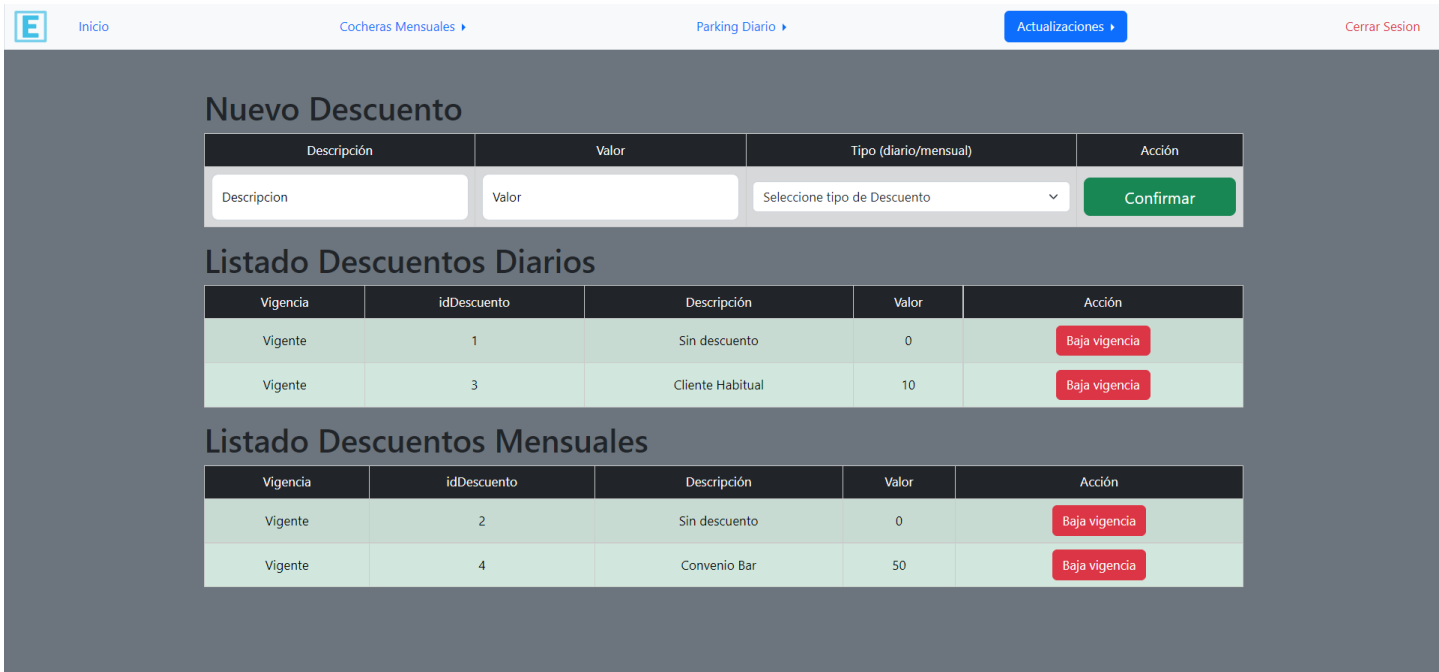 E Inicio Cocheras Mensuales Parking Diario Actualizaciones Cerrar Sesion
Nuevo Descuento
Descripción Valor Tipo (diario/mensual) Acción
Descripcion Valor Seleccione tipo de Descuento Confirmar
Listado Descuentos Diarios
Vigencia idDescuento Descripción Valor Acción
Vigente 1 Sin descuento 0 Baja vigencia
Vigente 3 Cliente Habitual 10 Baja vigencia
Listado Descuentos Mensuales
Vigencia idDescuento Descripción Valor Acción
Vigente 2 Sin descuento 0 Baja vigencia
Vigente 4 Convenio Bar 50 Baja vigencia